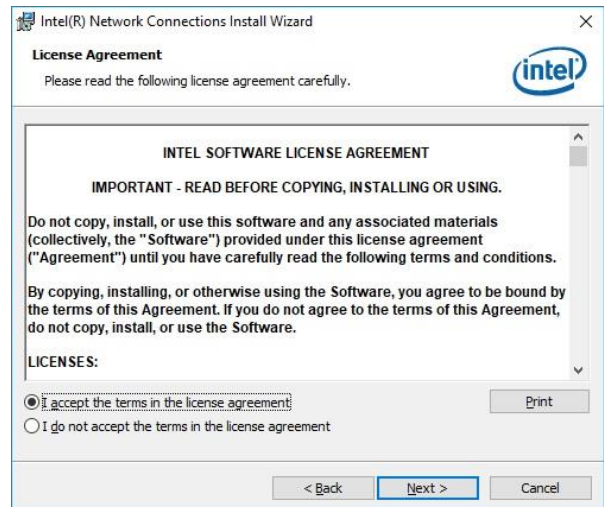 Intel(R) Network Connections Install Wizard
License Agreement
Please read the following license agreement carefully.
intel
INTEL SOFTWARE LICENSE AGREEMENT
IMPORTANT - READ BEFORE COPYING, INSTALLING OR USING.
Do not copy, install, or use this software and any associated materials
(collectively, the "Software") provided under this license agreement
("Agreement") until you have carefully read the following terms and conditions.
By copying, installing, or otherwise using the Software, you agree to be bound by
the terms of this Agreement. If you do not agree to the terms of this Agreement,
do not copy, install, or use the Software.
LICENSES:
I accept the terms in the license agreement
Print
I do not accept the terms in the license agreement
< Back
Next >
Cancel